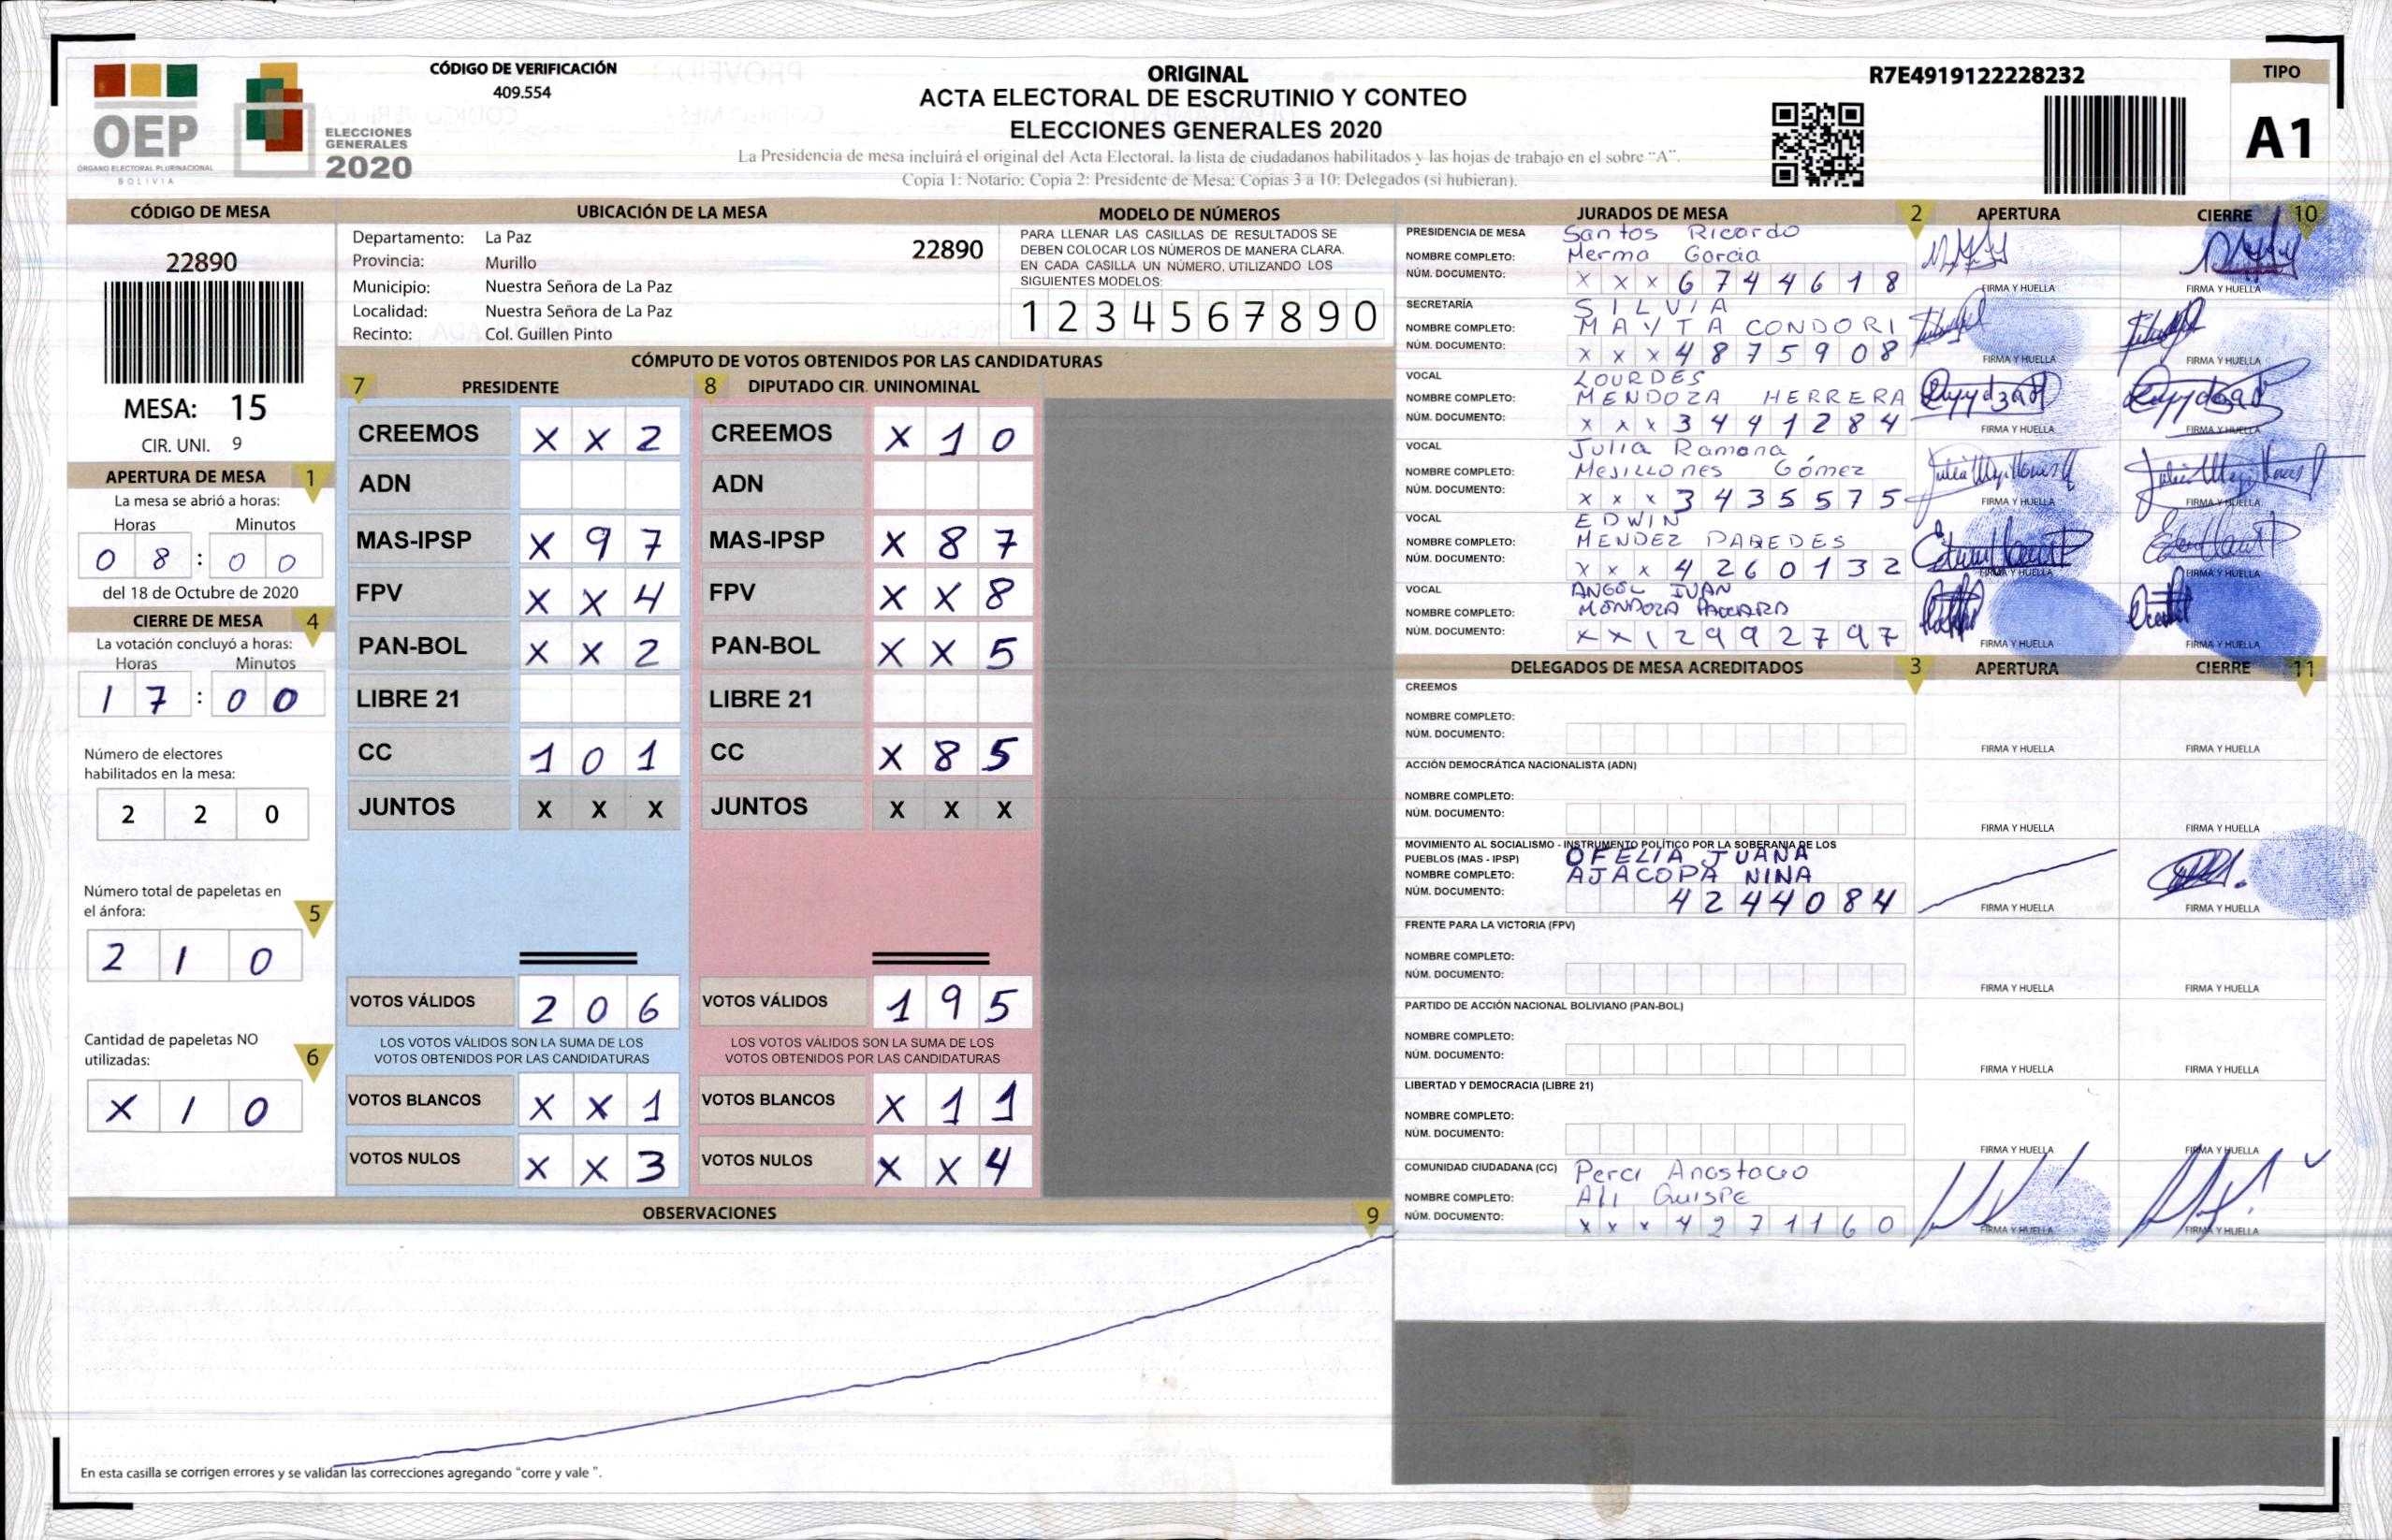 OEP
ÓRGANO ELECTORAL PLURINACIONAL
BOLIVIA
ELECCIONES
GENERALES
2020
CÓDIGO DE VERIFICACIÓN
409.554
ORIGINAL
ACTA ELECTORAL DE ESCRUTINIO Y CONTEO
ELECCIONES GENERALES 2020
La Presidencia de mesa incluirá el original del Acta Electoral, la lista de ciudadanos habilitados y las hojas de trabajo en el sobre "A".
Copia 1: Notario; Copia 2: Presidente de Mesa; Copias 3 a 10: Delegados (si hubieran).
R7E4919122228232
TIPO
A1
CÓDIGO DE MESA
22890
MESA: 15
CIR. UNI. 9
APERTURA DE MESA 1
La mesa se abrió a horas:
Horas Minutos
0 8 : 0 0
del 18 de Octubre de 2020
CIERRE DE MESA 4
La votación concluyó a horas:
Horas Minutos
1 7 : 0 0
Número de electores
habilitados en la mesa:
2 2 0
Número total de papeletas en
el ánfora: 5
2 1 0
Cantidad de papeletas NO
utilizadas: 6
X 1 0
UBICACIÓN DE LA MESA
Departamento: La Paz 22890
Provincia: Murillo
Municipio: Nuestra Señora de La Paz
Localidad: Nuestra Señora de La Paz
Recinto: Col. Guillen Pinto
MODELO DE NÚMEROS
PARA LLENAR LAS CASILLAS DE RESULTADOS SE
DEBEN COLOCAR LOS NÚMEROS DE MANERA CLARA.
EN CADA CASILLA UN NÚMERO, UTILIZANDO LOS
SIGUIENTES MODELOS:
1 2 3 4 5 6 7 8 9 0
CÓMPUTO DE VOTOS OBTENIDOS POR LAS CANDIDATURAS
7 PRESIDENTE
CREEMOS X X 2
ADN
MAS-IPSP X 9 7
FPV X X 4
PAN-BOL X X 2
LIBRE 21
CC 1 0 1
JUNTOS X X X
VOTOS VÁLIDOS 2 0 6
LOS VOTOS VÁLIDOS SON LA SUMA DE LOS
VOTOS OBTENIDOS POR LAS CANDIDATURAS
VOTOS BLANCOS X X 1
VOTOS NULOS X X 3
8 DIPUTADO CIR. UNINOMINAL
CREEMOS X 1 0
ADN
MAS-IPSP X 8 7
FPV X X 8
PAN-BOL X X 5
LIBRE 21
CC X 8 5
JUNTOS X X X
VOTOS VÁLIDOS 1 9 5
LOS VOTOS VÁLIDOS SON LA SUMA DE LOS
VOTOS OBTENIDOS POR LAS CANDIDATURAS
VOTOS BLANCOS X 1 1
VOTOS NULOS X X 4
OBSERVACIONES 9
En esta casilla se corrigen errores y se validan las correcciones agregando "corre y vale ".
JURADOS DE MESA 2 APERTURA CIERRE 10
PRESIDENCIA DE MESA Santos Ricardo
NOMBRE COMPLETO: Merma Garcia
NÚM. DOCUMENTO: X X X 6 7 4 4 6 1 8
FIRMA Y HUELLA FIRMA Y HUELLA
SECRETARÍA SILVIA
NOMBRE COMPLETO: MAYTA CONDORI
NÚM. DOCUMENTO: X X X 4 8 7 5 9 0 8
FIRMA Y HUELLA FIRMA Y HUELLA
VOCAL LOURDES
NOMBRE COMPLETO: MENDOZA HERRERA
NÚM. DOCUMENTO: X X X 3 4 4 1 2 8 4
FIRMA Y HUELLA FIRMA Y HUELLA
VOCAL Julia Ramona
NOMBRE COMPLETO: Mejillones Gómez
NÚM. DOCUMENTO: X X X 3 4 3 5 5 7 5
FIRMA Y HUELLA FIRMA Y HUELLA
VOCAL EDWIN
NOMBRE COMPLETO: MENDEZ PAREDES
NÚM. DOCUMENTO: X X X 4 2 6 0 1 3 2
FIRMA Y HUELLA FIRMA Y HUELLA
VOCAL ANGEL IVAN
NOMBRE COMPLETO: MENDOZA
NÚM. DOCUMENTO: X X 1 2 9 9 2 7 9 7
FIRMA Y HUELLA FIRMA Y HUELLA
DELEGADOS DE MESA ACREDITADOS 3 APERTURA CIERRE 11
CREEMOS
NOMBRE COMPLETO:
NÚM. DOCUMENTO:
FIRMA Y HUELLA FIRMA Y HUELLA
ACCIÓN DEMOCRÁTICA NACIONALISTA (ADN)
NOMBRE COMPLETO:
NÚM. DOCUMENTO:
FIRMA Y HUELLA FIRMA Y HUELLA
MOVIMIENTO AL SOCIALISMO - INSTRUMENTO POLÍTICO POR LA SOBERANIA DE LOS
PUEBLOS (MAS - IPSP) OFELIA JUANA
NOMBRE COMPLETO: AJACOPA NINA
NÚM. DOCUMENTO: 4 2 4 4 0 8 4
FIRMA Y HUELLA FIRMA Y HUELLA
FRENTE PARA LA VICTORIA (FPV)
NOMBRE COMPLETO:
NÚM. DOCUMENTO:
FIRMA Y HUELLA FIRMA Y HUELLA
PARTIDO DE ACCIÓN NACIONAL BOLIVIANO (PAN-BOL)
NOMBRE COMPLETO:
NÚM. DOCUMENTO:
FIRMA Y HUELLA FIRMA Y HUELLA
LIBERTAD Y DEMOCRACIA (LIBRE 21)
NOMBRE COMPLETO:
NÚM. DOCUMENTO:
FIRMA Y HUELLA FIRMA Y HUELLA
COMUNIDAD CIUDADANA (CC) Perci Anastacio
NOMBRE COMPLETO: Ali Quispe
NÚM. DOCUMENTO: X X X 4 2 7 1 1 6 0
FIRMA Y HUELLA FIRMA Y HUELLA